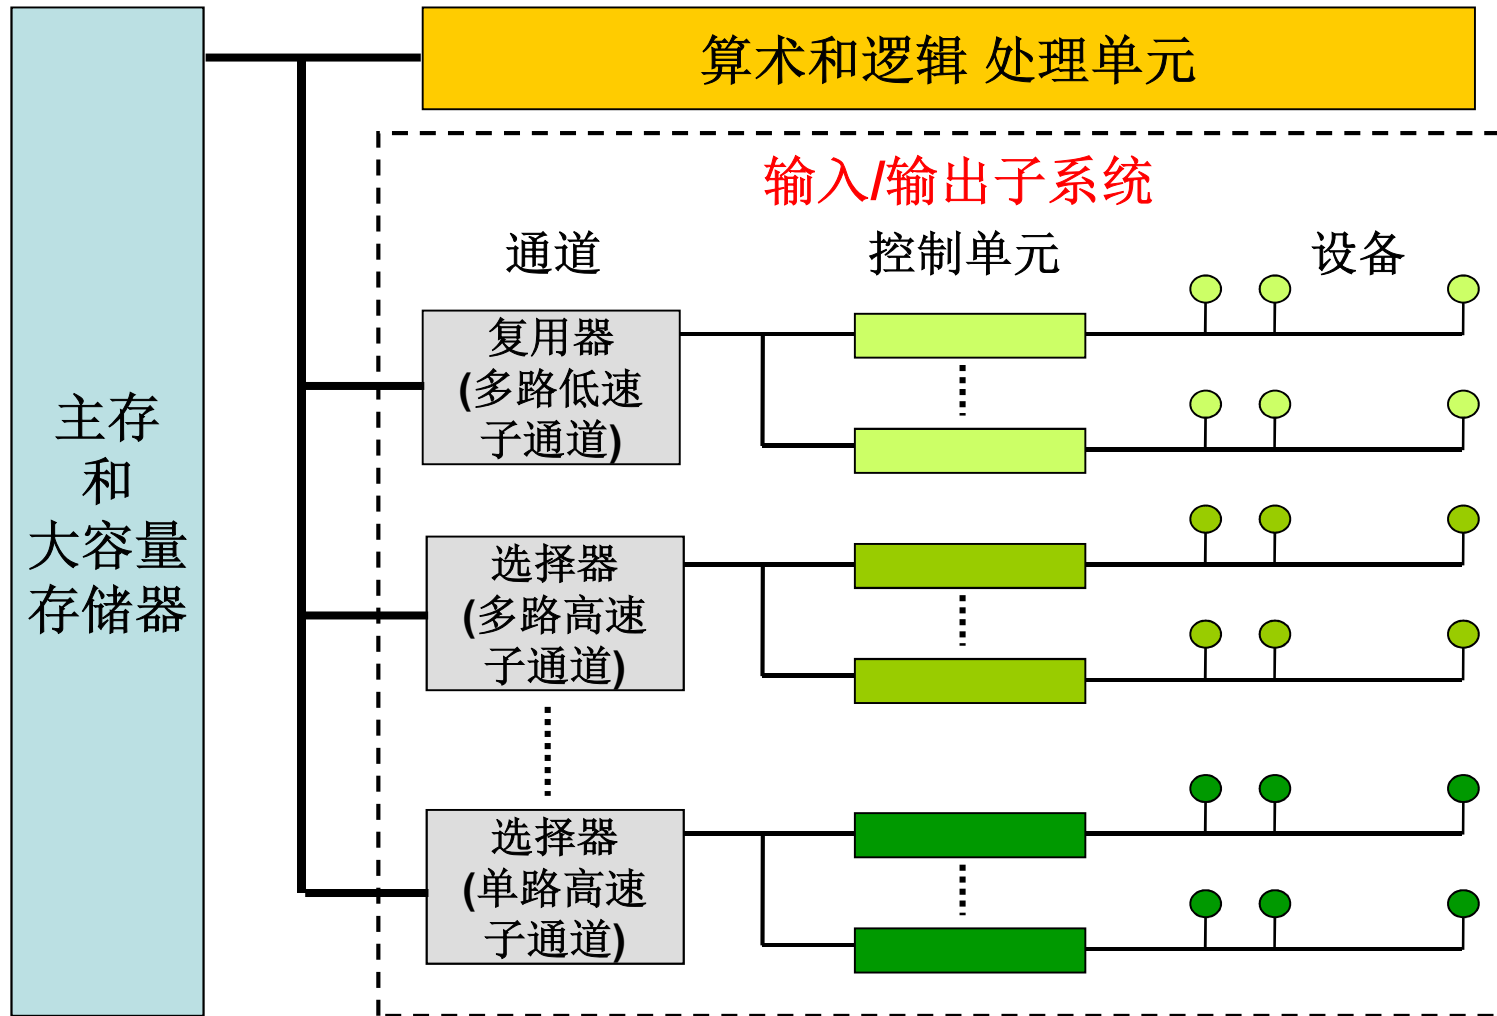 主存
和
大容量
存储器
算术和逻辑 处理单元
输入/输出子系统
通道
控制单元
设备
复用器
(多路低速
子通道)
选择器
(多路高速
子通道)
选择器
(单路高速
子通道)